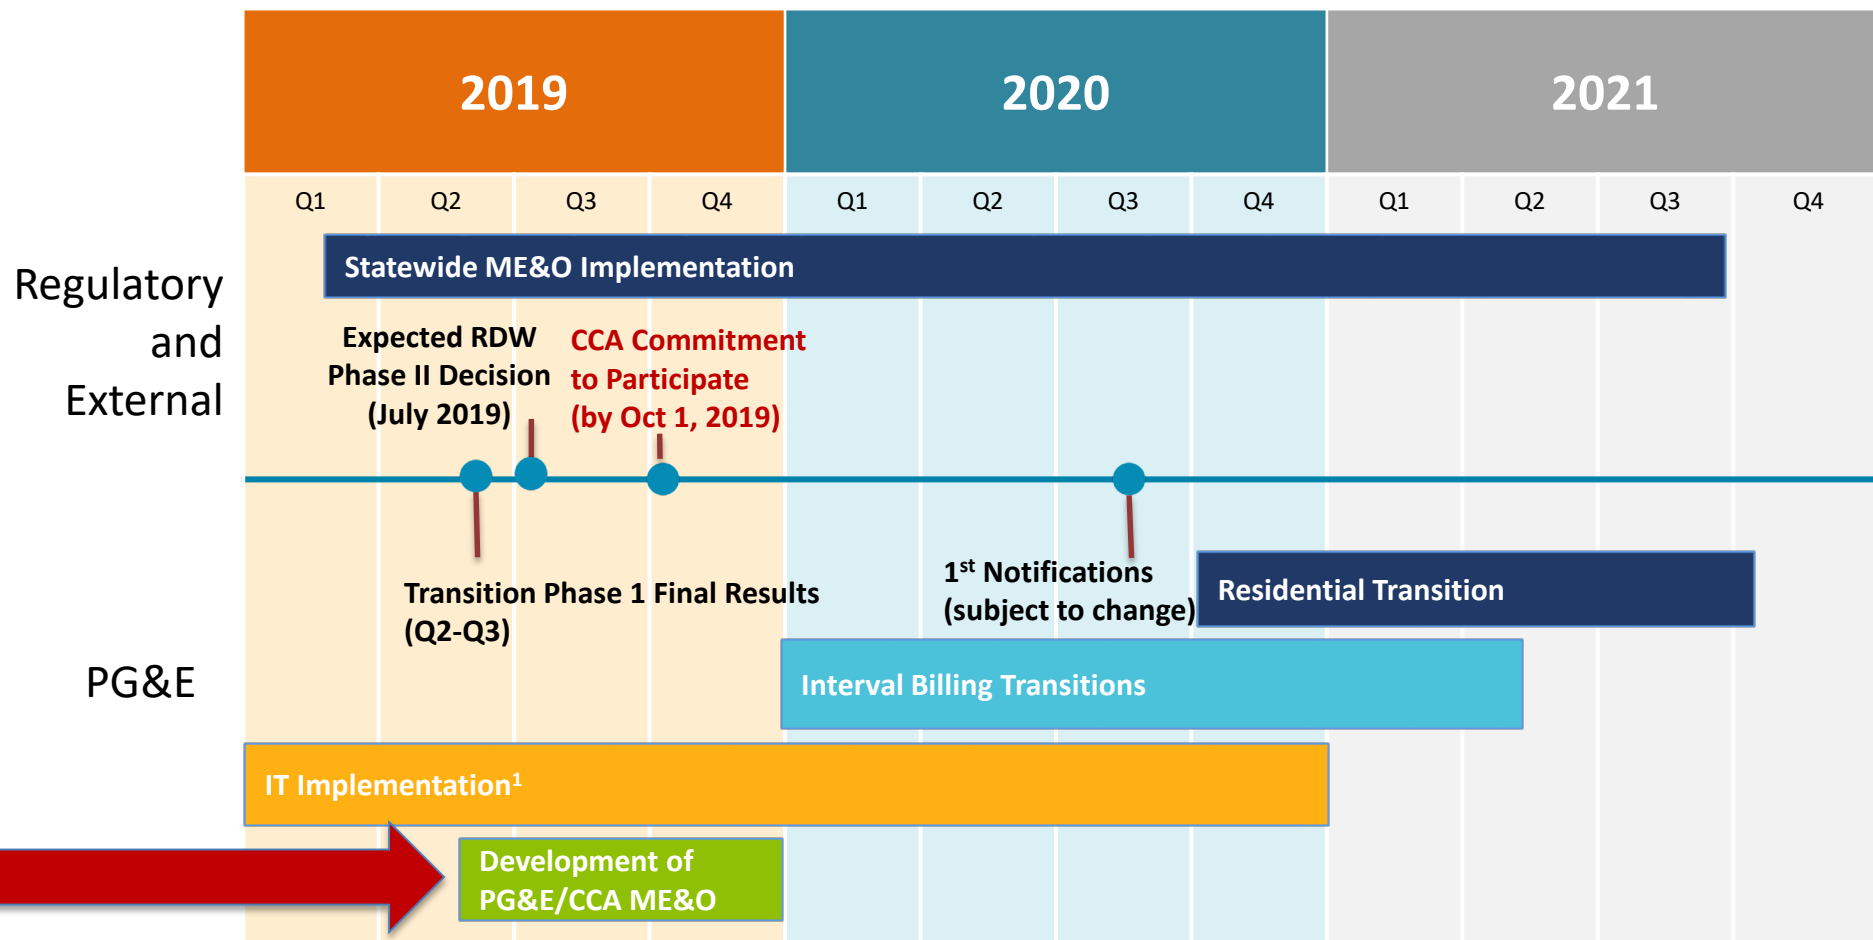 2019
2020
2021
Q1
Q2
Q3
Q4
Q1
Q2
Q3
Q4
Q1
Q2
Q3
Q4
Regulatory
and
External
Statewide ME&O Implementation
Expected RDW
Phase II Decision
(July 2019)
CCA Commitment
to Participate
(by Oct 1, 2019)
Transition Phase 1 Final Results
(Q2-Q3)
1st Notifications
(subject to change)
Residential Transition
PG&E
Interval Billing Transitions
IT Implementation1
Development of
PG&E/CCA ME&O